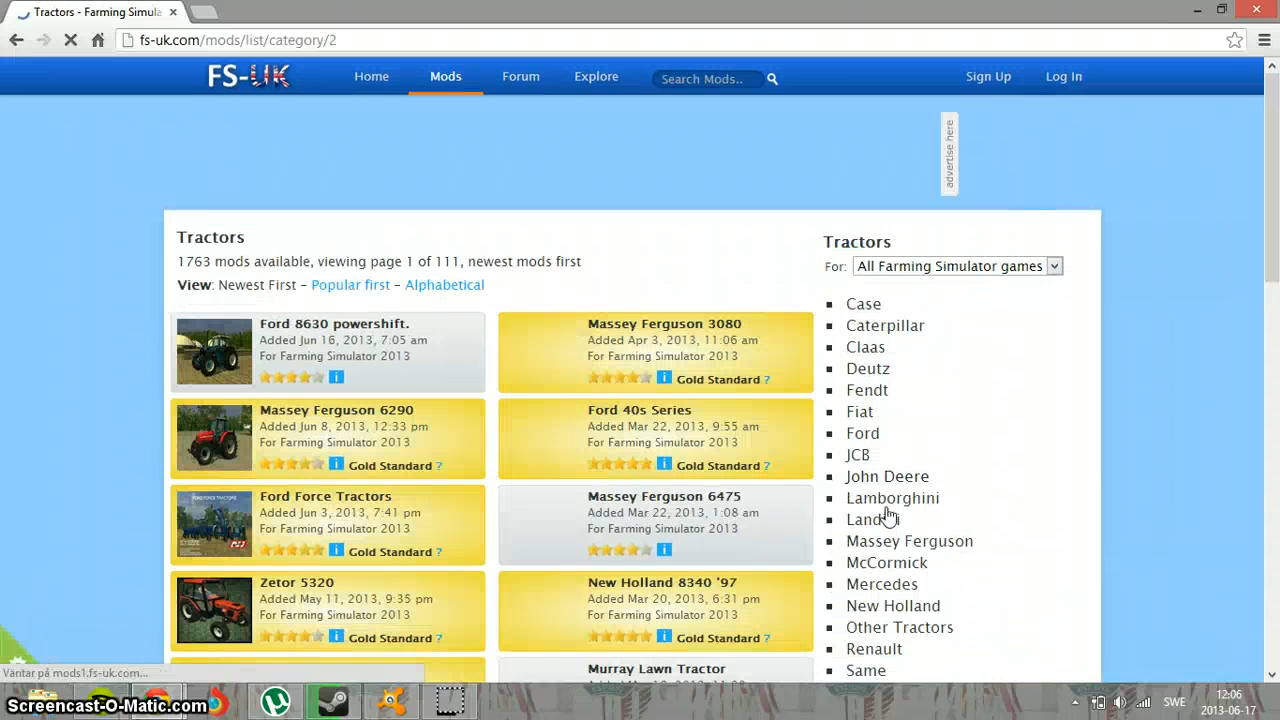 Tractors - Farming Simula
fs-uk.com/mods/list/category/2
FS-UK
Home
Mods
Forum
Explore
Search Mods..
Sign Up
Log In
advertise here
Tractors
1763 mods available, viewing page 1 of 111, newest mods first
View: Newest First - Popular first - Alphabetical
Ford 8630 powershift.
Added Jun 16, 2013, 7:05 am
For Farming Simulator 2013
i
Massey Ferguson 3080
Added Apr 3, 2013, 11:06 am
For Farming Simulator 2013
i Gold Standard ?
Massey Ferguson 6290
Added Jun 8, 2013, 12:33 pm
For Farming Simulator 2013
i Gold Standard ?
Ford 40s Series
Added Mar 22, 2013, 9:55 am
For Farming Simulator 2013
i Gold Standard ?
Ford Force Tractors
Added Jun 3, 2013, 7:41 pm
For Farming Simulator 2013
i Gold Standard ?
Massey Ferguson 6475
Added Mar 22, 2013, 1:08 am
For Farming Simulator 2013
i
Zetor 5320
Added May 11, 2013, 9:35 pm
For Farming Simulator 2013
i Gold Standard ?
New Holland 8340 '97
Added Mar 20, 2013, 6:31 pm
For Farming Simulator 2013
i Gold Standard ?
Murray Lawn Tractor
Tractors
For: All Farming Simulator games
Case
Caterpillar
Claas
Deutz
Fendt
Fiat
Ford
JCB
John Deere
Lamborghini
Massey Ferguson
McCormick
Mercedes
New Holland
Other Tractors
Renault
Same
Väntar på mods1.fs-uk.com...
Screencast-O-Matic.com
SWE
12:06
2013-06-17